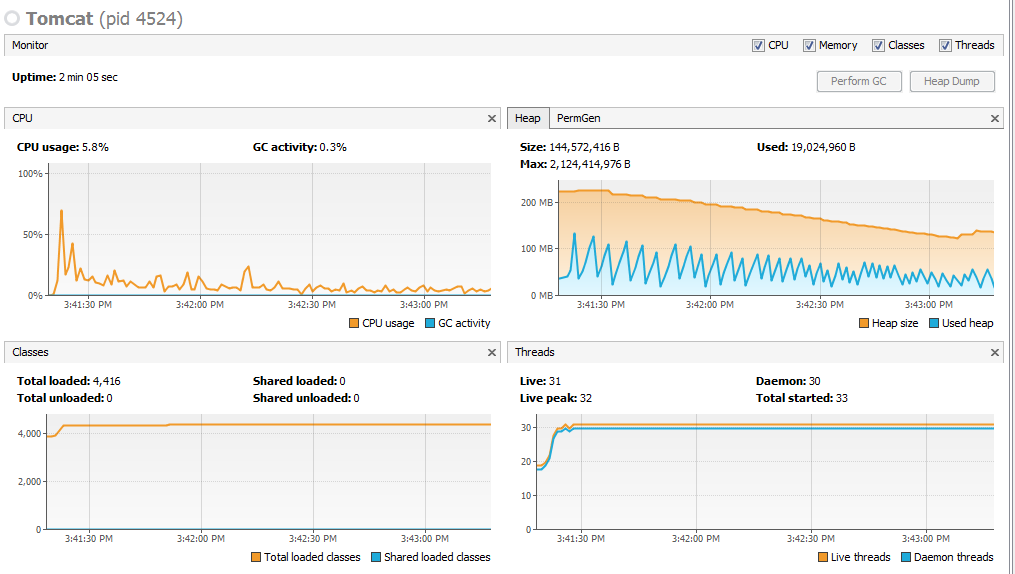 Tomcat (pid 4524)
Monitor
CPU Memory Classes Threads
Uptime: 2 min 05 sec
Perform GC Heap Dump
CPU
CPU usage: 5.8% GC activity: 0.3%
100%
50%
0%
3:41:30 PM 3:42:00 PM 3:42:30 PM 3:43:00 PM
CPU usage GC activity
Heap PermGen
Size: 144,572,416 B Used: 19,024,960 B
Max: 2,124,414,976 B
200 MB
100 MB
0 MB
3:41:30 PM 3:42:00 PM 3:42:30 PM 3:43:00 PM
Heap size Used heap
Classes
Total loaded: 4,416 Shared loaded: 0
Total unloaded: 0 Shared unloaded: 0
4,000
2,000
0
3:41:30 PM 3:42:00 PM 3:42:30 PM 3:43:00 PM
Total loaded classes Shared loaded classes
Threads
Live: 31 Daemon: 30
Live peak: 32 Total started: 33
30
20
10
0
3:41:30 PM 3:42:00 PM 3:42:30 PM 3:43:00 PM
Live threads Daemon threads